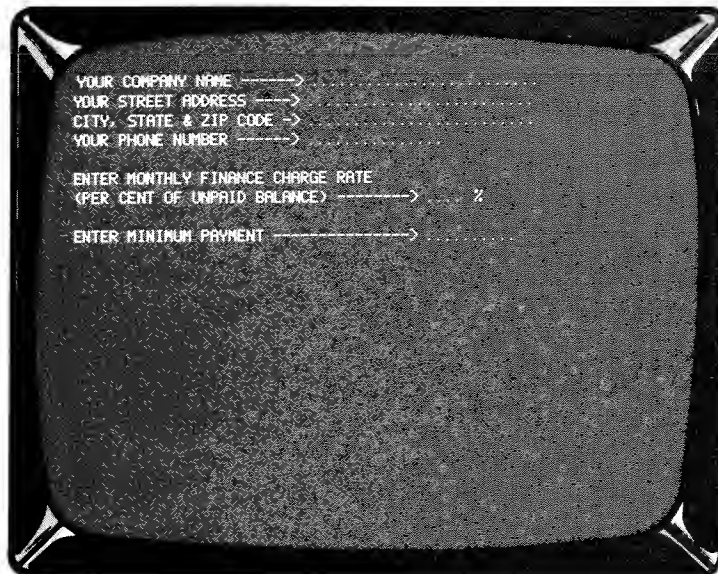 YOUR COMPANY NAME ------> . . . . . . . . . . . . . . . . . . . . . . . .
YOUR STREET ADDRESS ----> . . . . . . . . . . . . . . . . . . . . . . . .
CITY, STATE & ZIP CODE -> . . . . . . . . . . . . . . . . . . . . . . . .
YOUR PHONE NUMBER ------> . . . . . . . . . . . . . .
ENTER MONTHLY FINANCE CHARGE RATE
(PER CENT OF UNPAID BALANCE) --------> .... %
ENTER MINIMUM PAYMENT ---------------> ..........